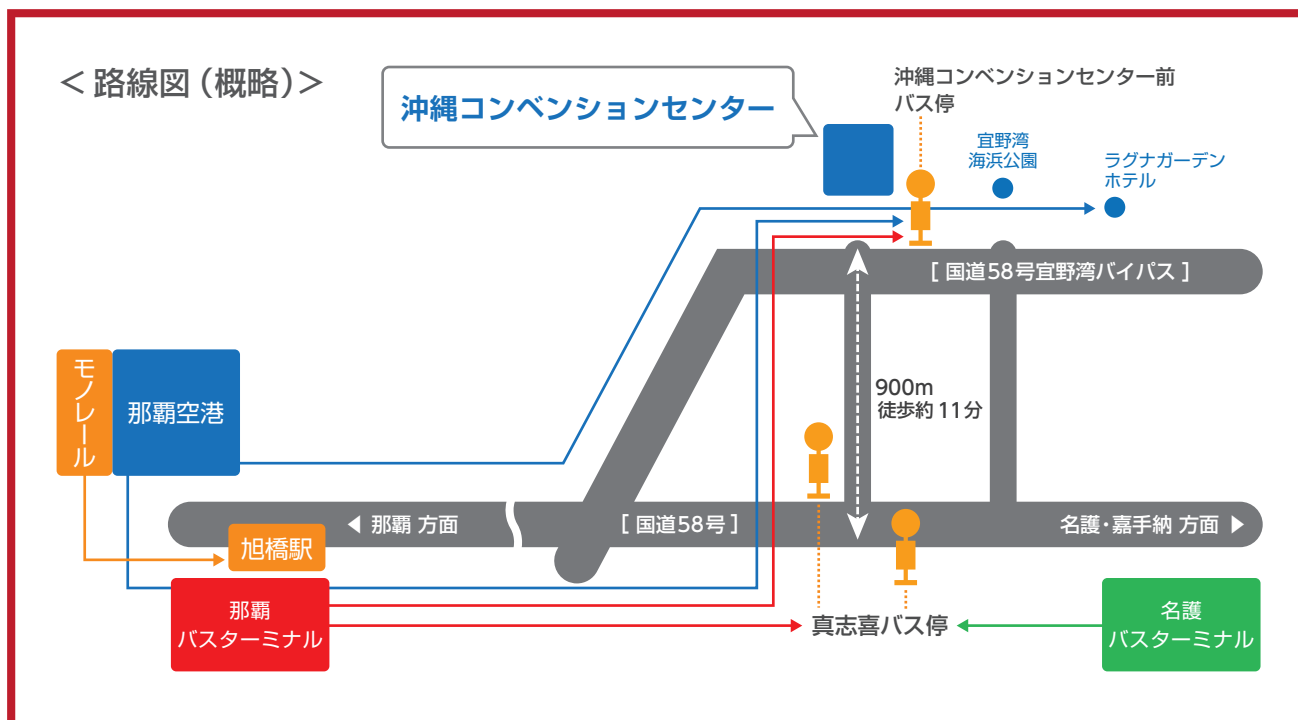 ＜路線図（概略）＞
沖縄コンベンションセンター
沖縄コンベンションセンター前
バス停
宜野湾
海浜公園
ラグナガーデン
ホテル
［国道58号宜野湾バイパス］
モノレール
那覇空港
900m
徒歩約11分
◀ 那覇 方面
［国道58号］
名護・嘉手納 方面 ▶
旭橋駅
那覇
バスターミナル
真志喜バス停
名護
バスターミナル